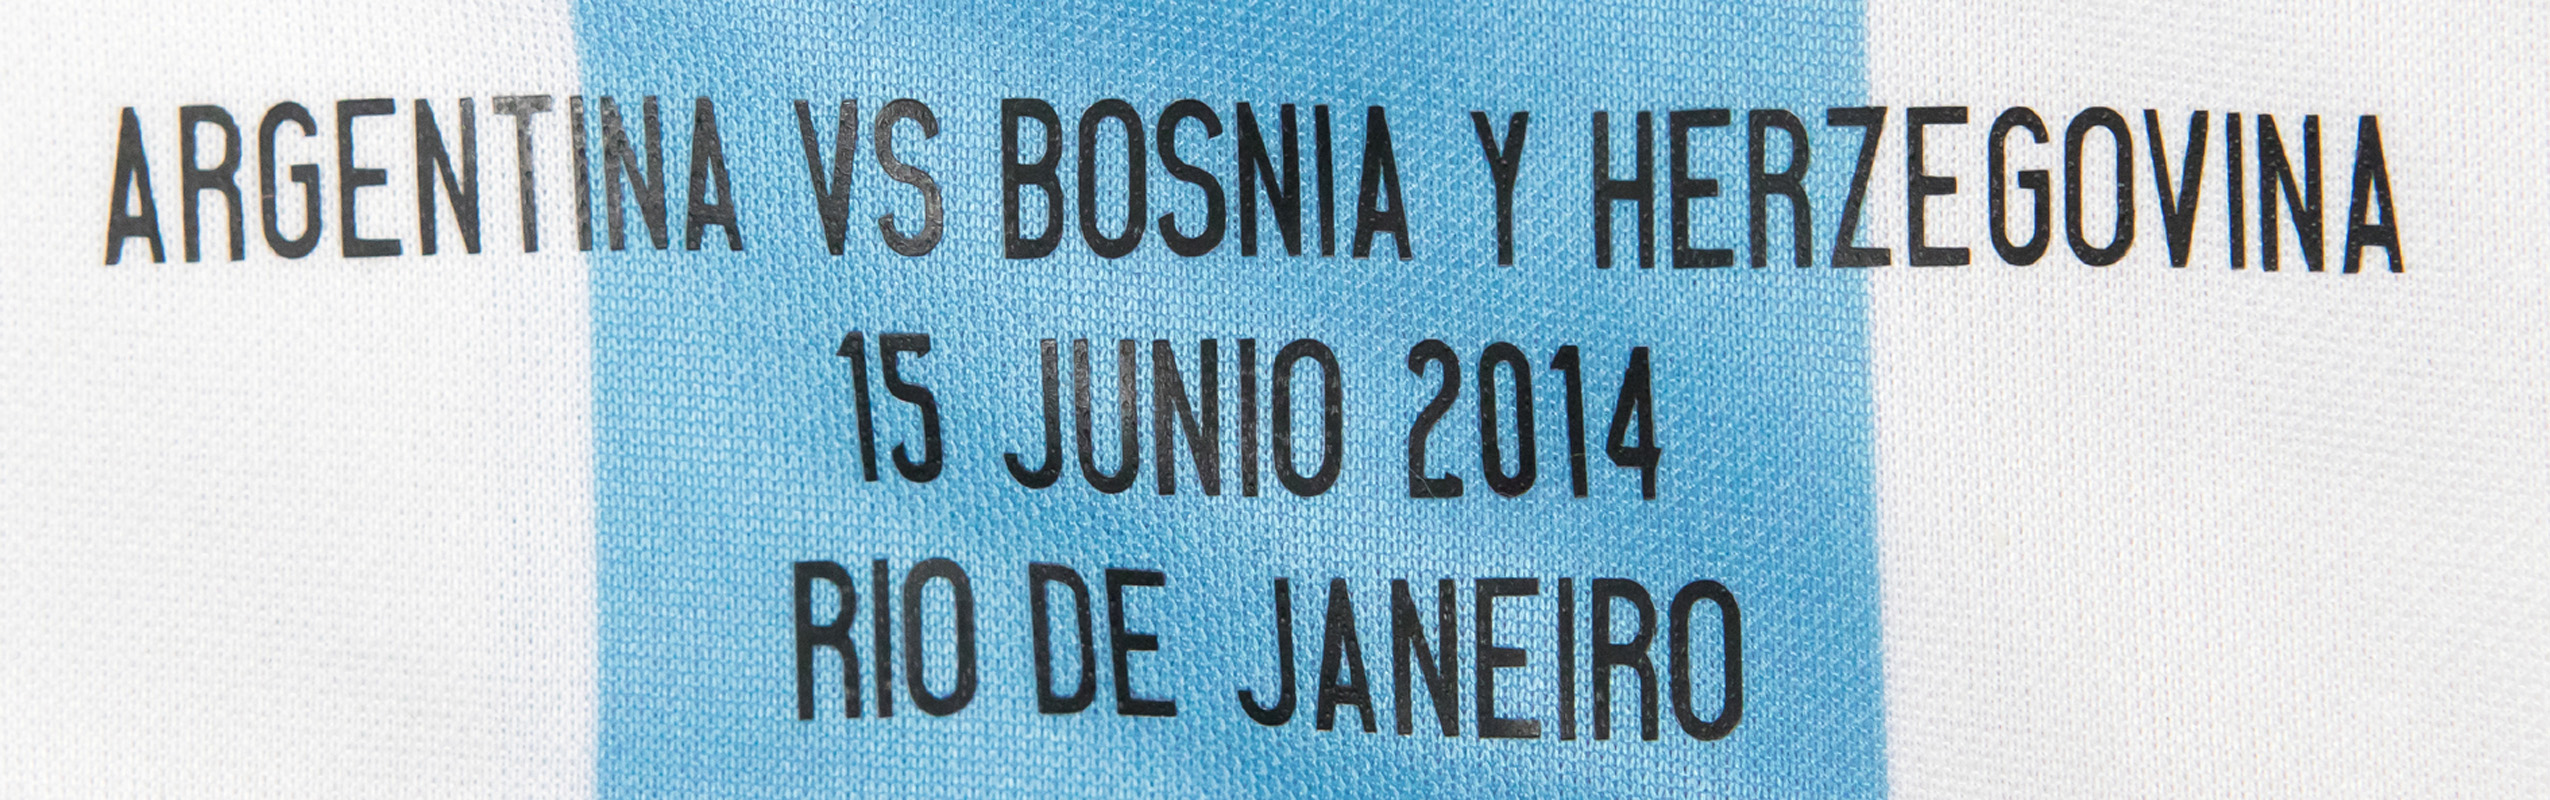 ARGENTINA VS BOSNIA Y HERZEGOVINA
15 JUNIO 2014
RIO DE JANEIRO